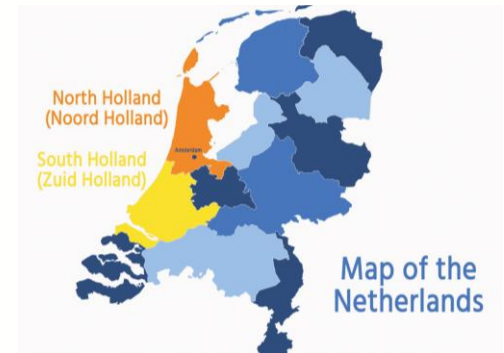 North Holland
(Noord Holland)
Amsterdam
South Holland
(Zuid Holland)
Map of the
Netherlands